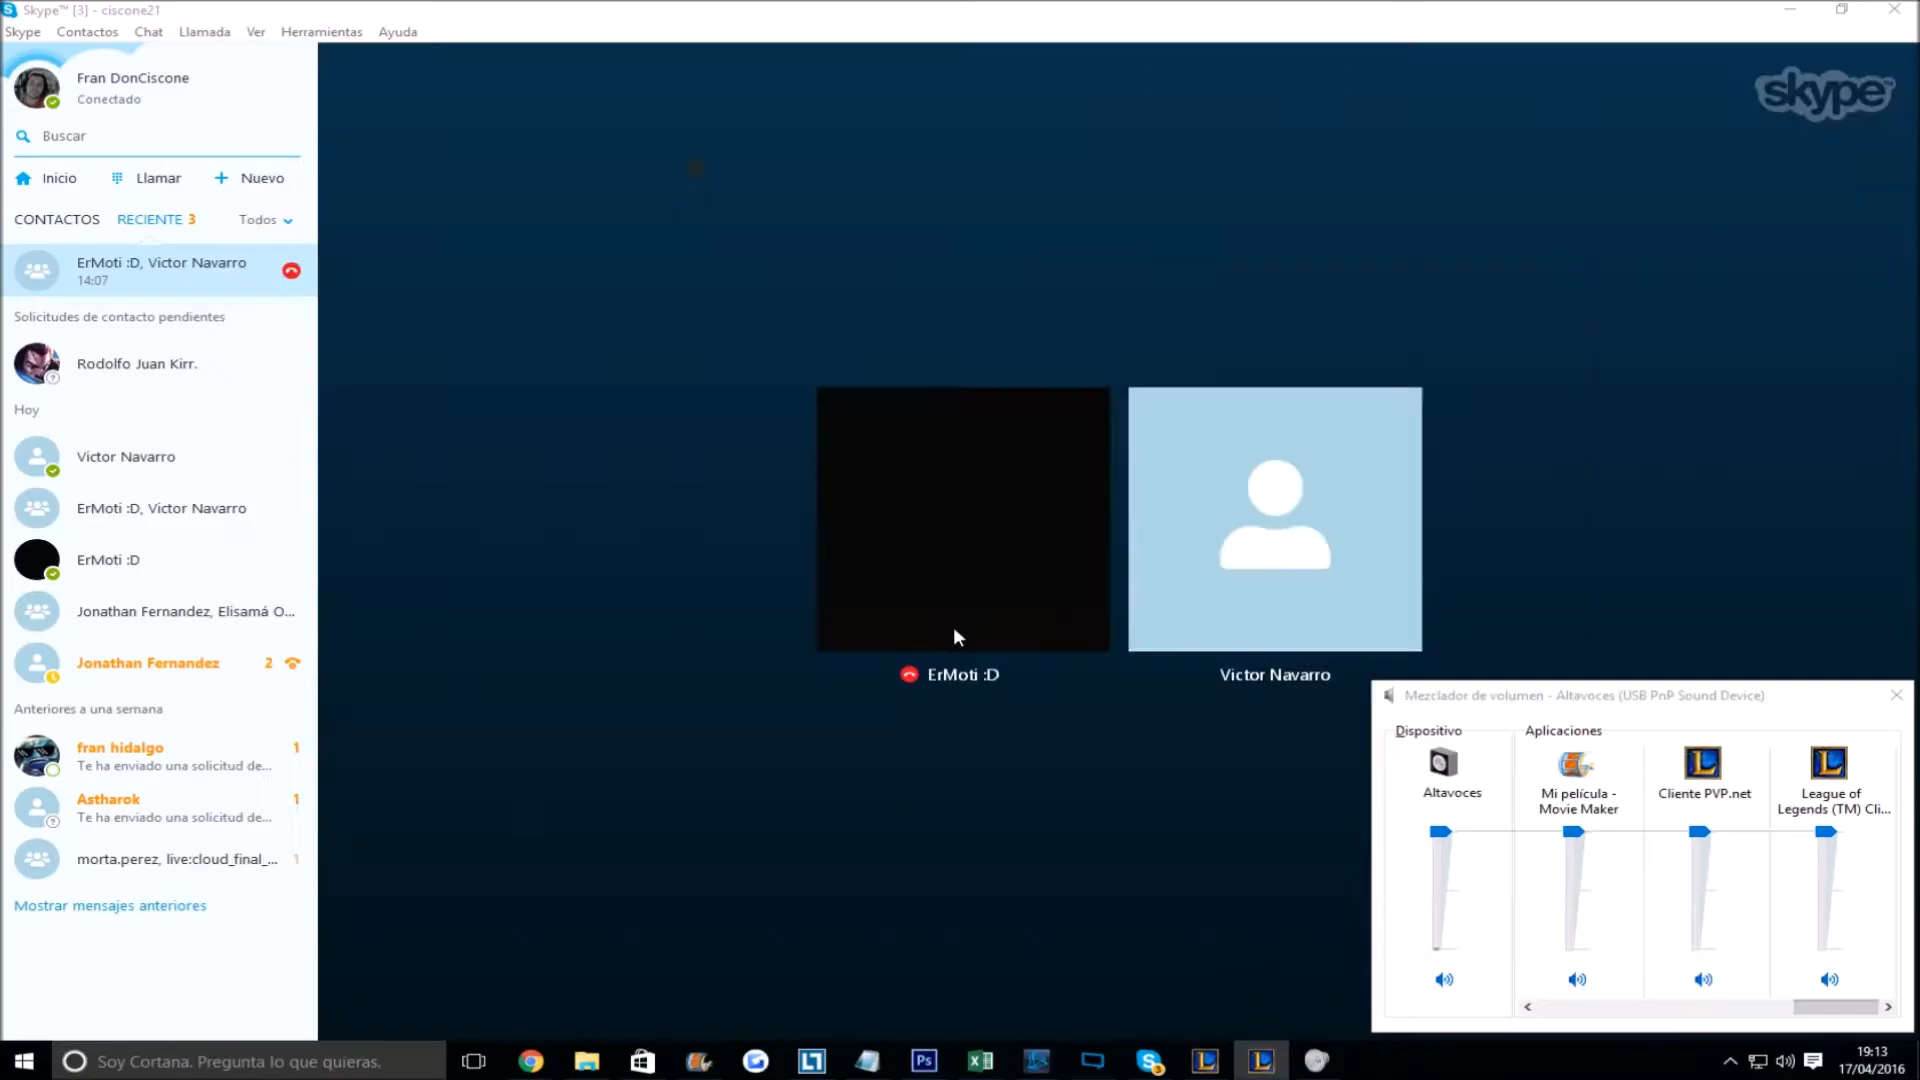 Skype™ [3] - ciscone21
Skype Contactos Chat Llamada Ver Herramientas Ayuda
Fran DonCiscone
Conectado
Buscar
Inicio Llamar Nuevo
CONTACTOS RECIENTE 3 Todos
ErMoti :D, Victor Navarro
14:07
Solicitudes de contacto pendientes
Rodolfo Juan Kirr.
Hoy
Victor Navarro
ErMoti :D, Victor Navarro
ErMoti :D
Jonathan Fernandez, Elisamá O...
Jonathan Fernandez 2
Anteriores a una semana
fran hidalgo 1
Te ha enviado una solicitud de...
Astharok 1
Te ha enviado una solicitud de...
morta.perez, live:cloud_final_... 1
Mostrar mensajes anteriores
skype
ErMoti :D
Victor Navarro
Mezclador de volumen - Altavoces (USB PnP Sound Device)
Dispositivo
Aplicaciones
Altavoces
Mi película -
Movie Maker
Cliente PVP.net
League of
Legends (TM) Cli...
Soy Cortana. Pregunta lo que quieras,
Ps
19:13
17/04/2016